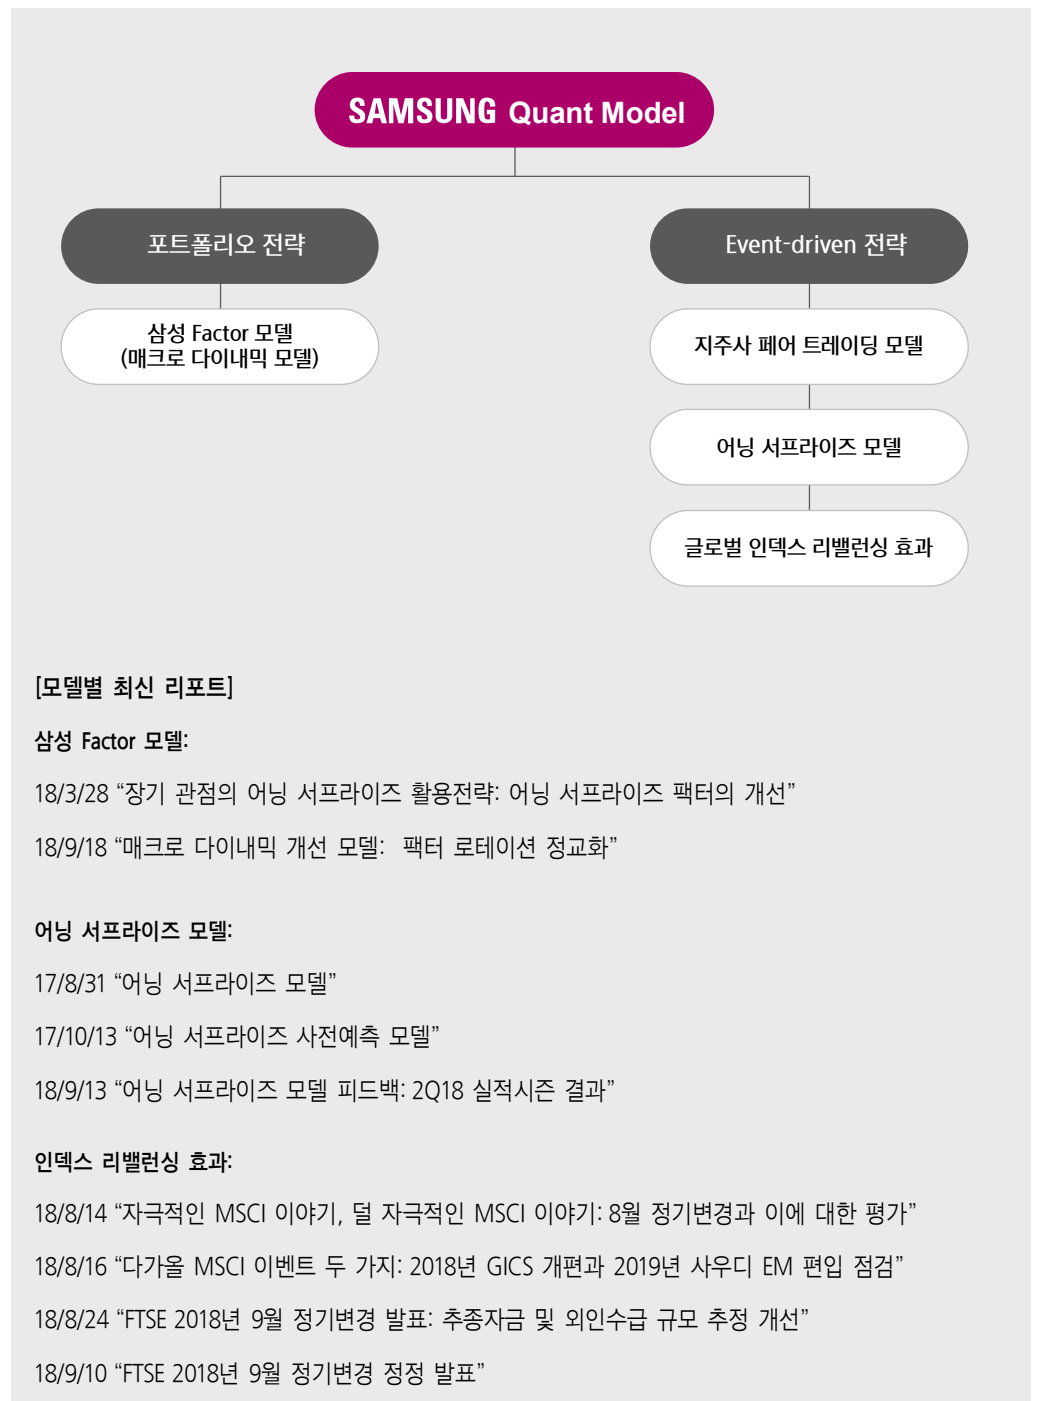 SAMSUNG Quant Model
포트폴리오 전략
Event-driven 전략
삼성 Factor 모델
(매크로 다이내믹 모델)
지주사 페어 트레이딩 모델
어닝 서프라이즈 모델
글로벌 인덱스 리밸런싱 효과
[모델별 최신 리포트]
삼성 Factor 모델:
18/3/28 “장기 관점의 어닝 서프라이즈 활용전략: 어닝 서프라이즈 팩터의 개선”
18/9/18 “매크로 다이내믹 개선 모델: 팩터 로테이션 정교화”
어닝 서프라이즈 모델:
17/8/31 “어닝 서프라이즈 모델”
17/10/13 “어닝 서프라이즈 사전예측 모델”
18/9/13 “어닝 서프라이즈 모델 피드백: 2Q18 실적시즌 결과”
인덱스 리밸런싱 효과:
18/8/14 “자극적인 MSCI 이야기, 덜 자극적인 MSCI 이야기: 8월 정기변경과 이에 대한 평가”
18/8/16 “다가올 MSCI 이벤트 두 가지: 2018년 GICS 개편과 2019년 사우디 EM 편입 점검”
18/8/24 “FTSE 2018년 9월 정기변경 발표: 추종자금 및 외인수급 규모 추정 개선”
18/9/10 “FTSE 2018년 9월 정기변경 정정 발표”